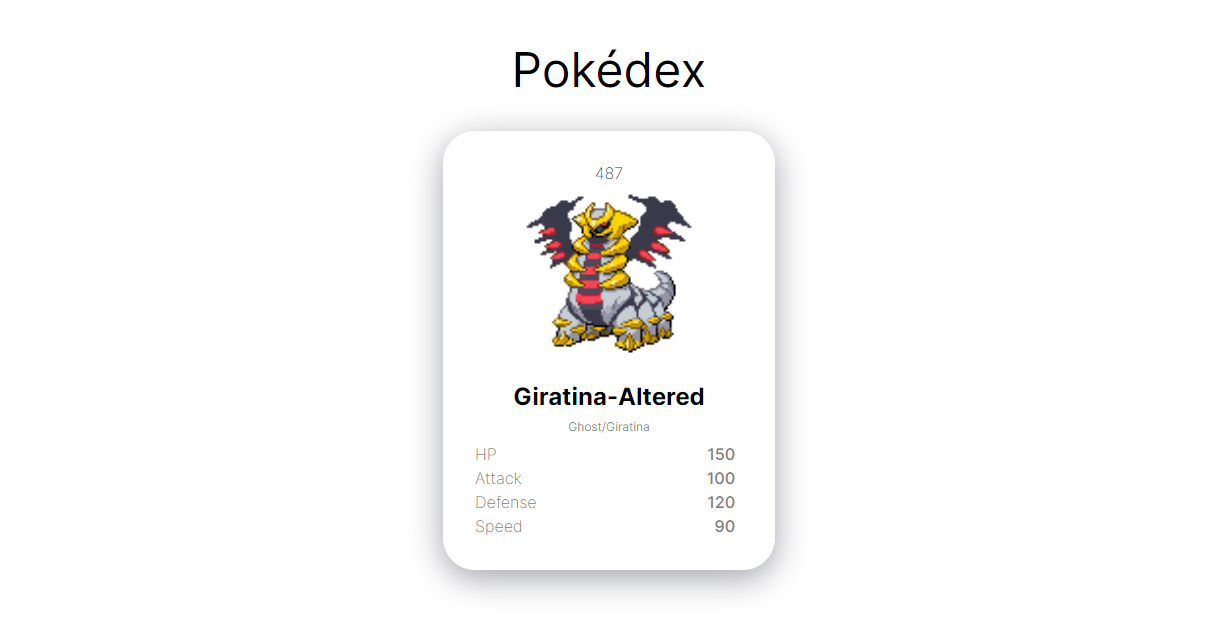 Pokédex
487
Giratina-Altered
Ghost/Giratina
HP 150
Attack 100
Defense 120
Speed 90